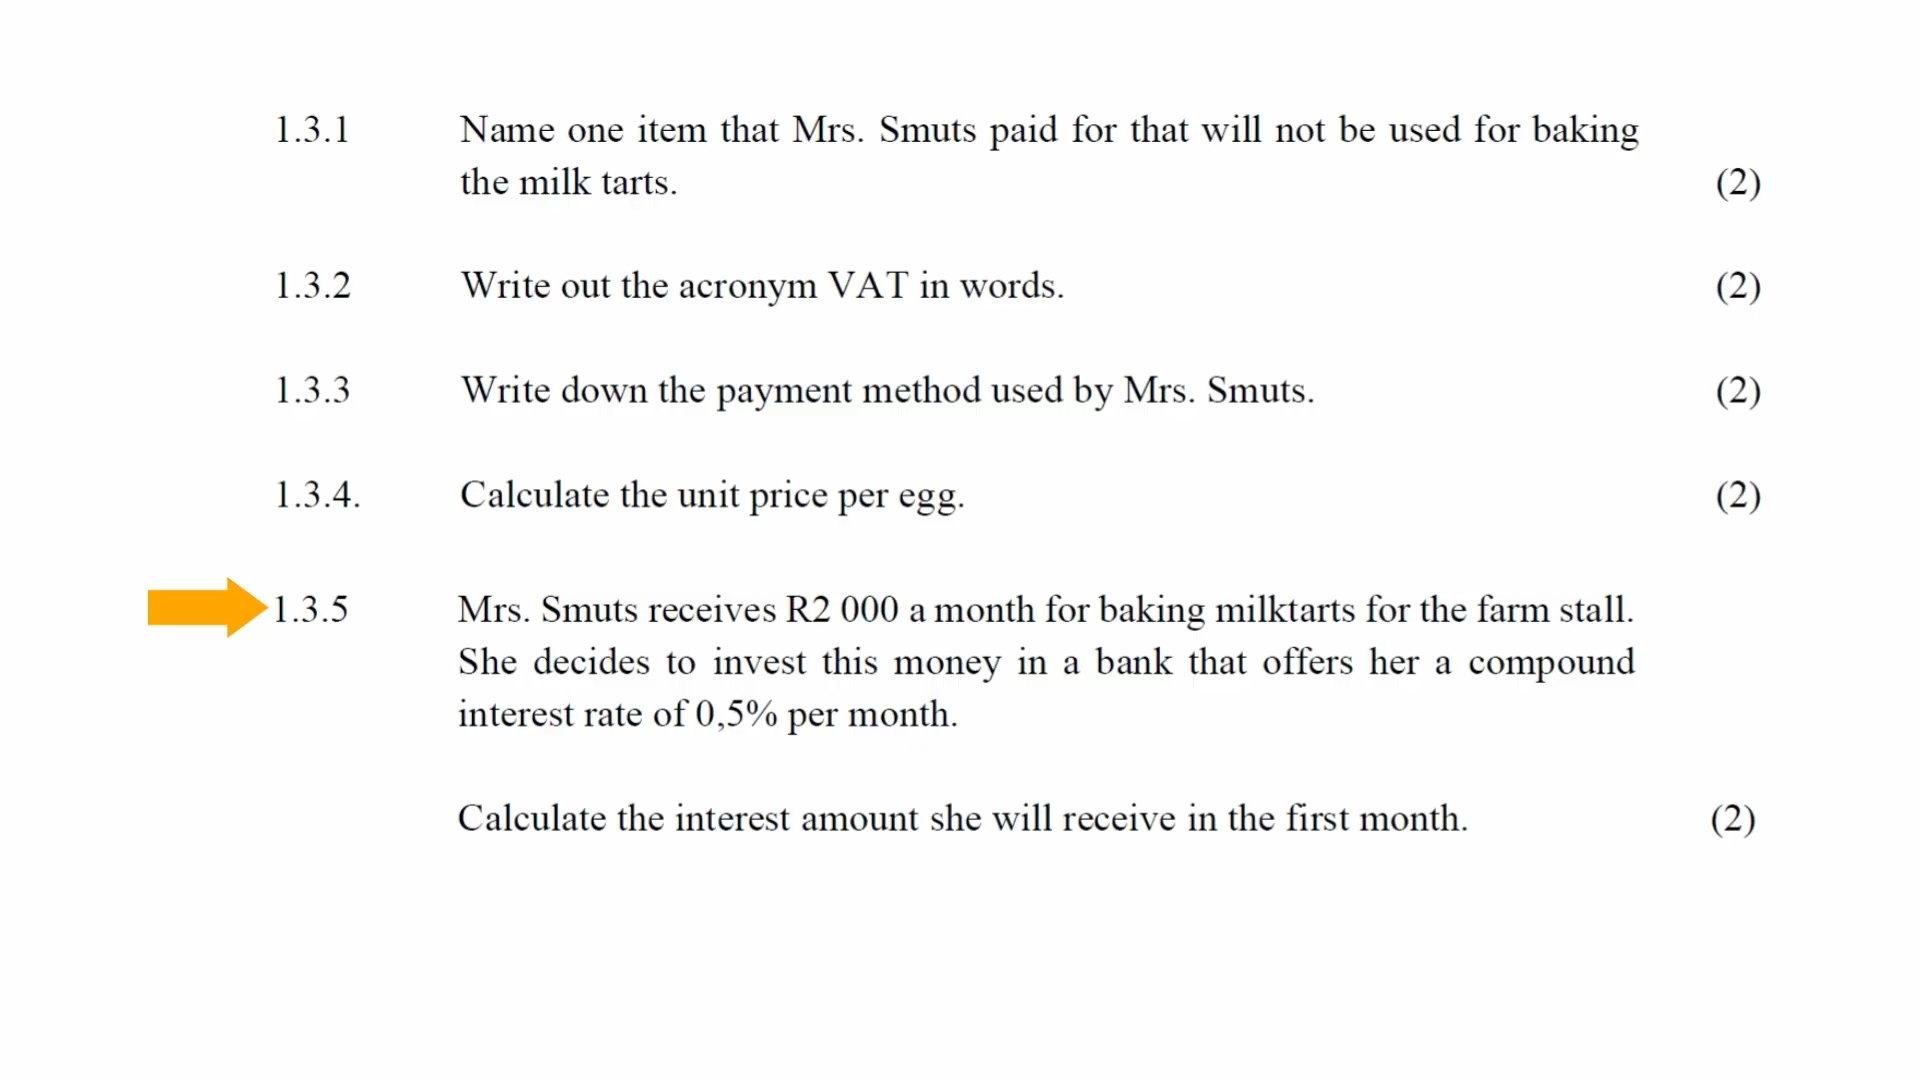 1.3.1 Name one item that Mrs. Smuts paid for that will not be used for baking
the milk tarts. (2)
1.3.2 Write out the acronym VAT in words. (2)
1.3.3 Write down the payment method used by Mrs. Smuts. (2)
1.3.4. Calculate the unit price per egg. (2)
1.3.5 Mrs. Smuts receives R2 000 a month for baking milktarts for the farm stall.
She decides to invest this money in a bank that offers her a compound
interest rate of 0,5% per month.
Calculate the interest amount she will receive in the first month. (2)